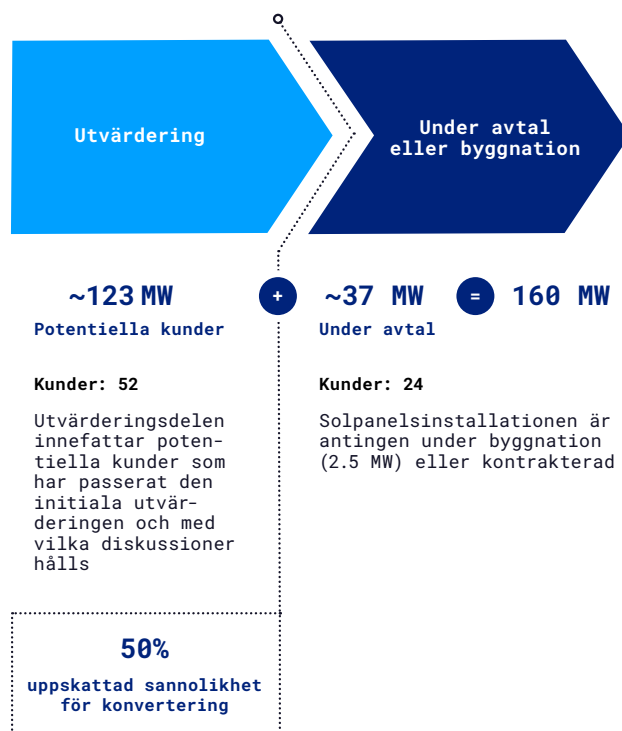 Utvärdering
Under avtal
eller byggnation
~123 MW
+
~37 MW
=
160 MW
Potentiella kunder
Under avtal
Kunder: 52
Utvärderingsdelen
innefattar poten-
tiella kunder som
har passerat den
initiala utvär-
deringen och med
vilka diskussioner
hålls
Kunder: 24
Solpanelsinstallationen är
antingen under byggnation
(2.5 MW) eller kontrakterad
50%
uppskattad sannolikhet
för konvertering